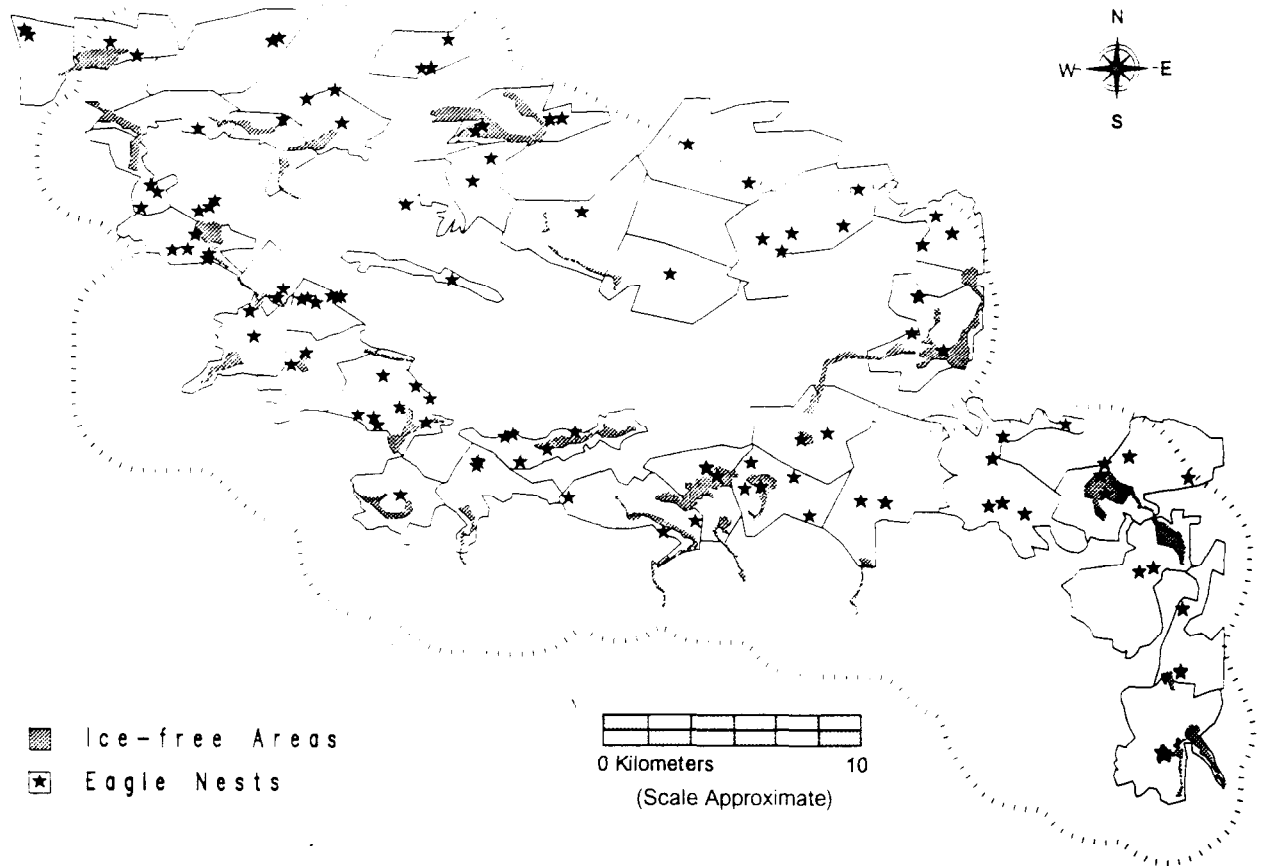 N
W E
S
Ice-free Areas
Eagle Nests
0 Kilometers 10
(Scale Approximate)